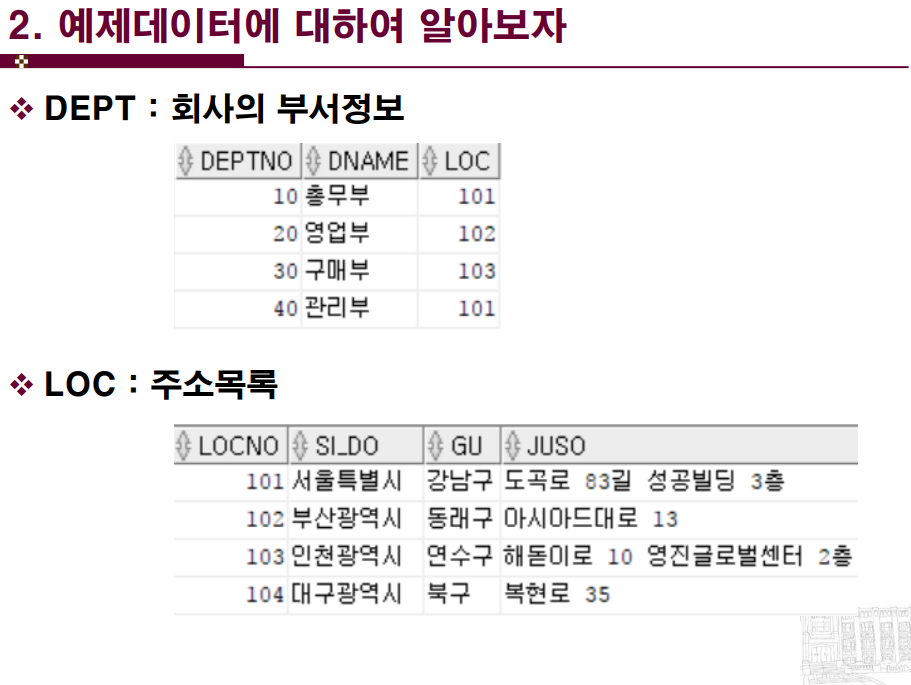 2. 예제데이터에 대하여 알아보자
DEPT : 회사의 부서정보
DEPTNO DNAME LOC
10 총무부 101
20 영업부 102
30 구매부 103
40 관리부 101
LOC : 주소목록
LOCNO SI_DO GU JUSO
101 서울특별시 강남구 도곡로 83길 성공빌딩 3층
102 부산광역시 동래구 아시아드대로 13
103 인천광역시 연수구 해돋이로 10 영진글로벌센터 2층
104 대구광역시 북구 복현로 35